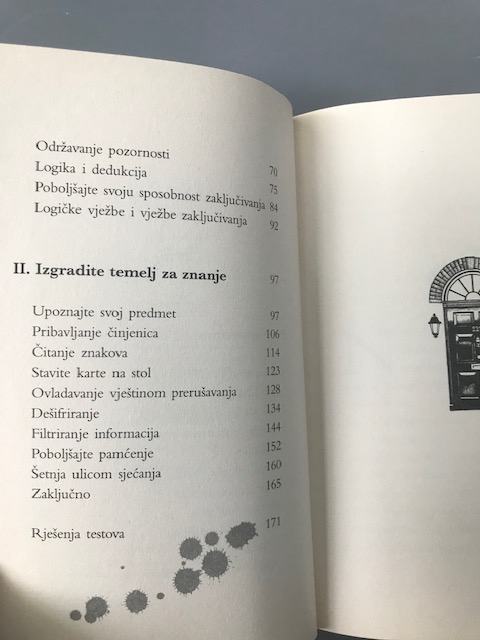 Održavanje pozornosti 70
Logika i dedukcija 75
Poboljšajte svoju sposobnost zaključivanja 84
Logičke vježbe i vježbe zaključivanja 92
II. Izgradite temelj za znanje 97
Upoznajte svoj predmet 97
Pribavljanje činjenica 106
Čitanje znakova 114
Stavite karte na stol 123
Ovladavanje vještinom prerušavanja 128
Dešifriranje 134
Filtriranje informacija 144
Poboljšajte pamćenje 152
Šetnja ulicom sjećanja 160
Zaključno 165
Rješenja testova 171